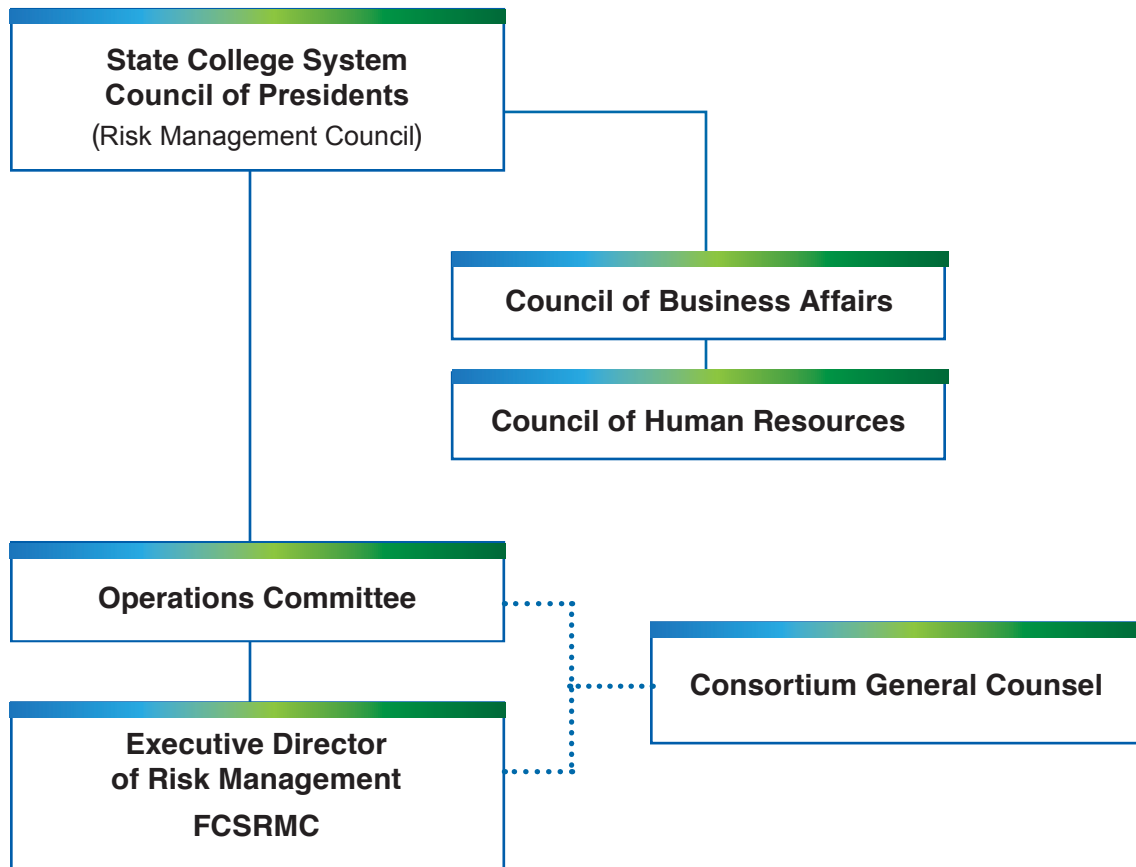 State College System
Council of Presidents
(Risk Management Council)
Council of Business Affairs
Council of Human Resources
Operations Committee
Consortium General Counsel
Executive Director
of Risk Management
FCSRMC